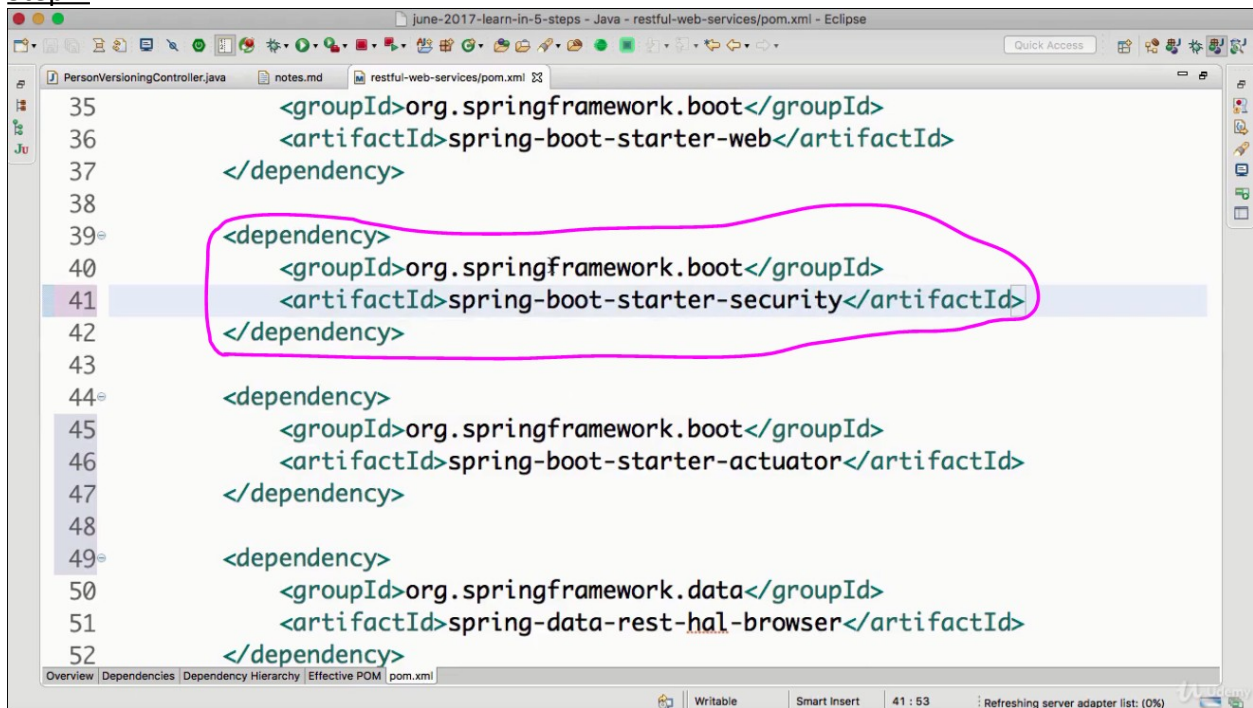 june-2017-learn-in-5-steps - Java - restful-web-services/pom.xml - Eclipse
Quick Access
PersonVersioningController.java notes.md restful-web-services/pom.xml
35 <groupId>org.springframework.boot</groupId>
36 <artifactId>spring-boot-starter-web</artifactId>
37 </dependency>
38
39 <dependency>
40 <groupId>org.springframework.boot</groupId>
41 <artifactId>spring-boot-starter-security</artifactId>
42 </dependency>
43
44 <dependency>
45 <groupId>org.springframework.boot</groupId>
46 <artifactId>spring-boot-starter-actuator</artifactId>
47 </dependency>
48
49 <dependency>
50 <groupId>org.springframework.data</groupId>
51 <artifactId>spring-data-rest-hal-browser</artifactId>
52 </dependency>
Overview Dependencies Dependency Hierarchy Effective POM pom.xml
Writable Smart Insert 41 : 53 Refreshing server adapter list: (0%)
Udemy